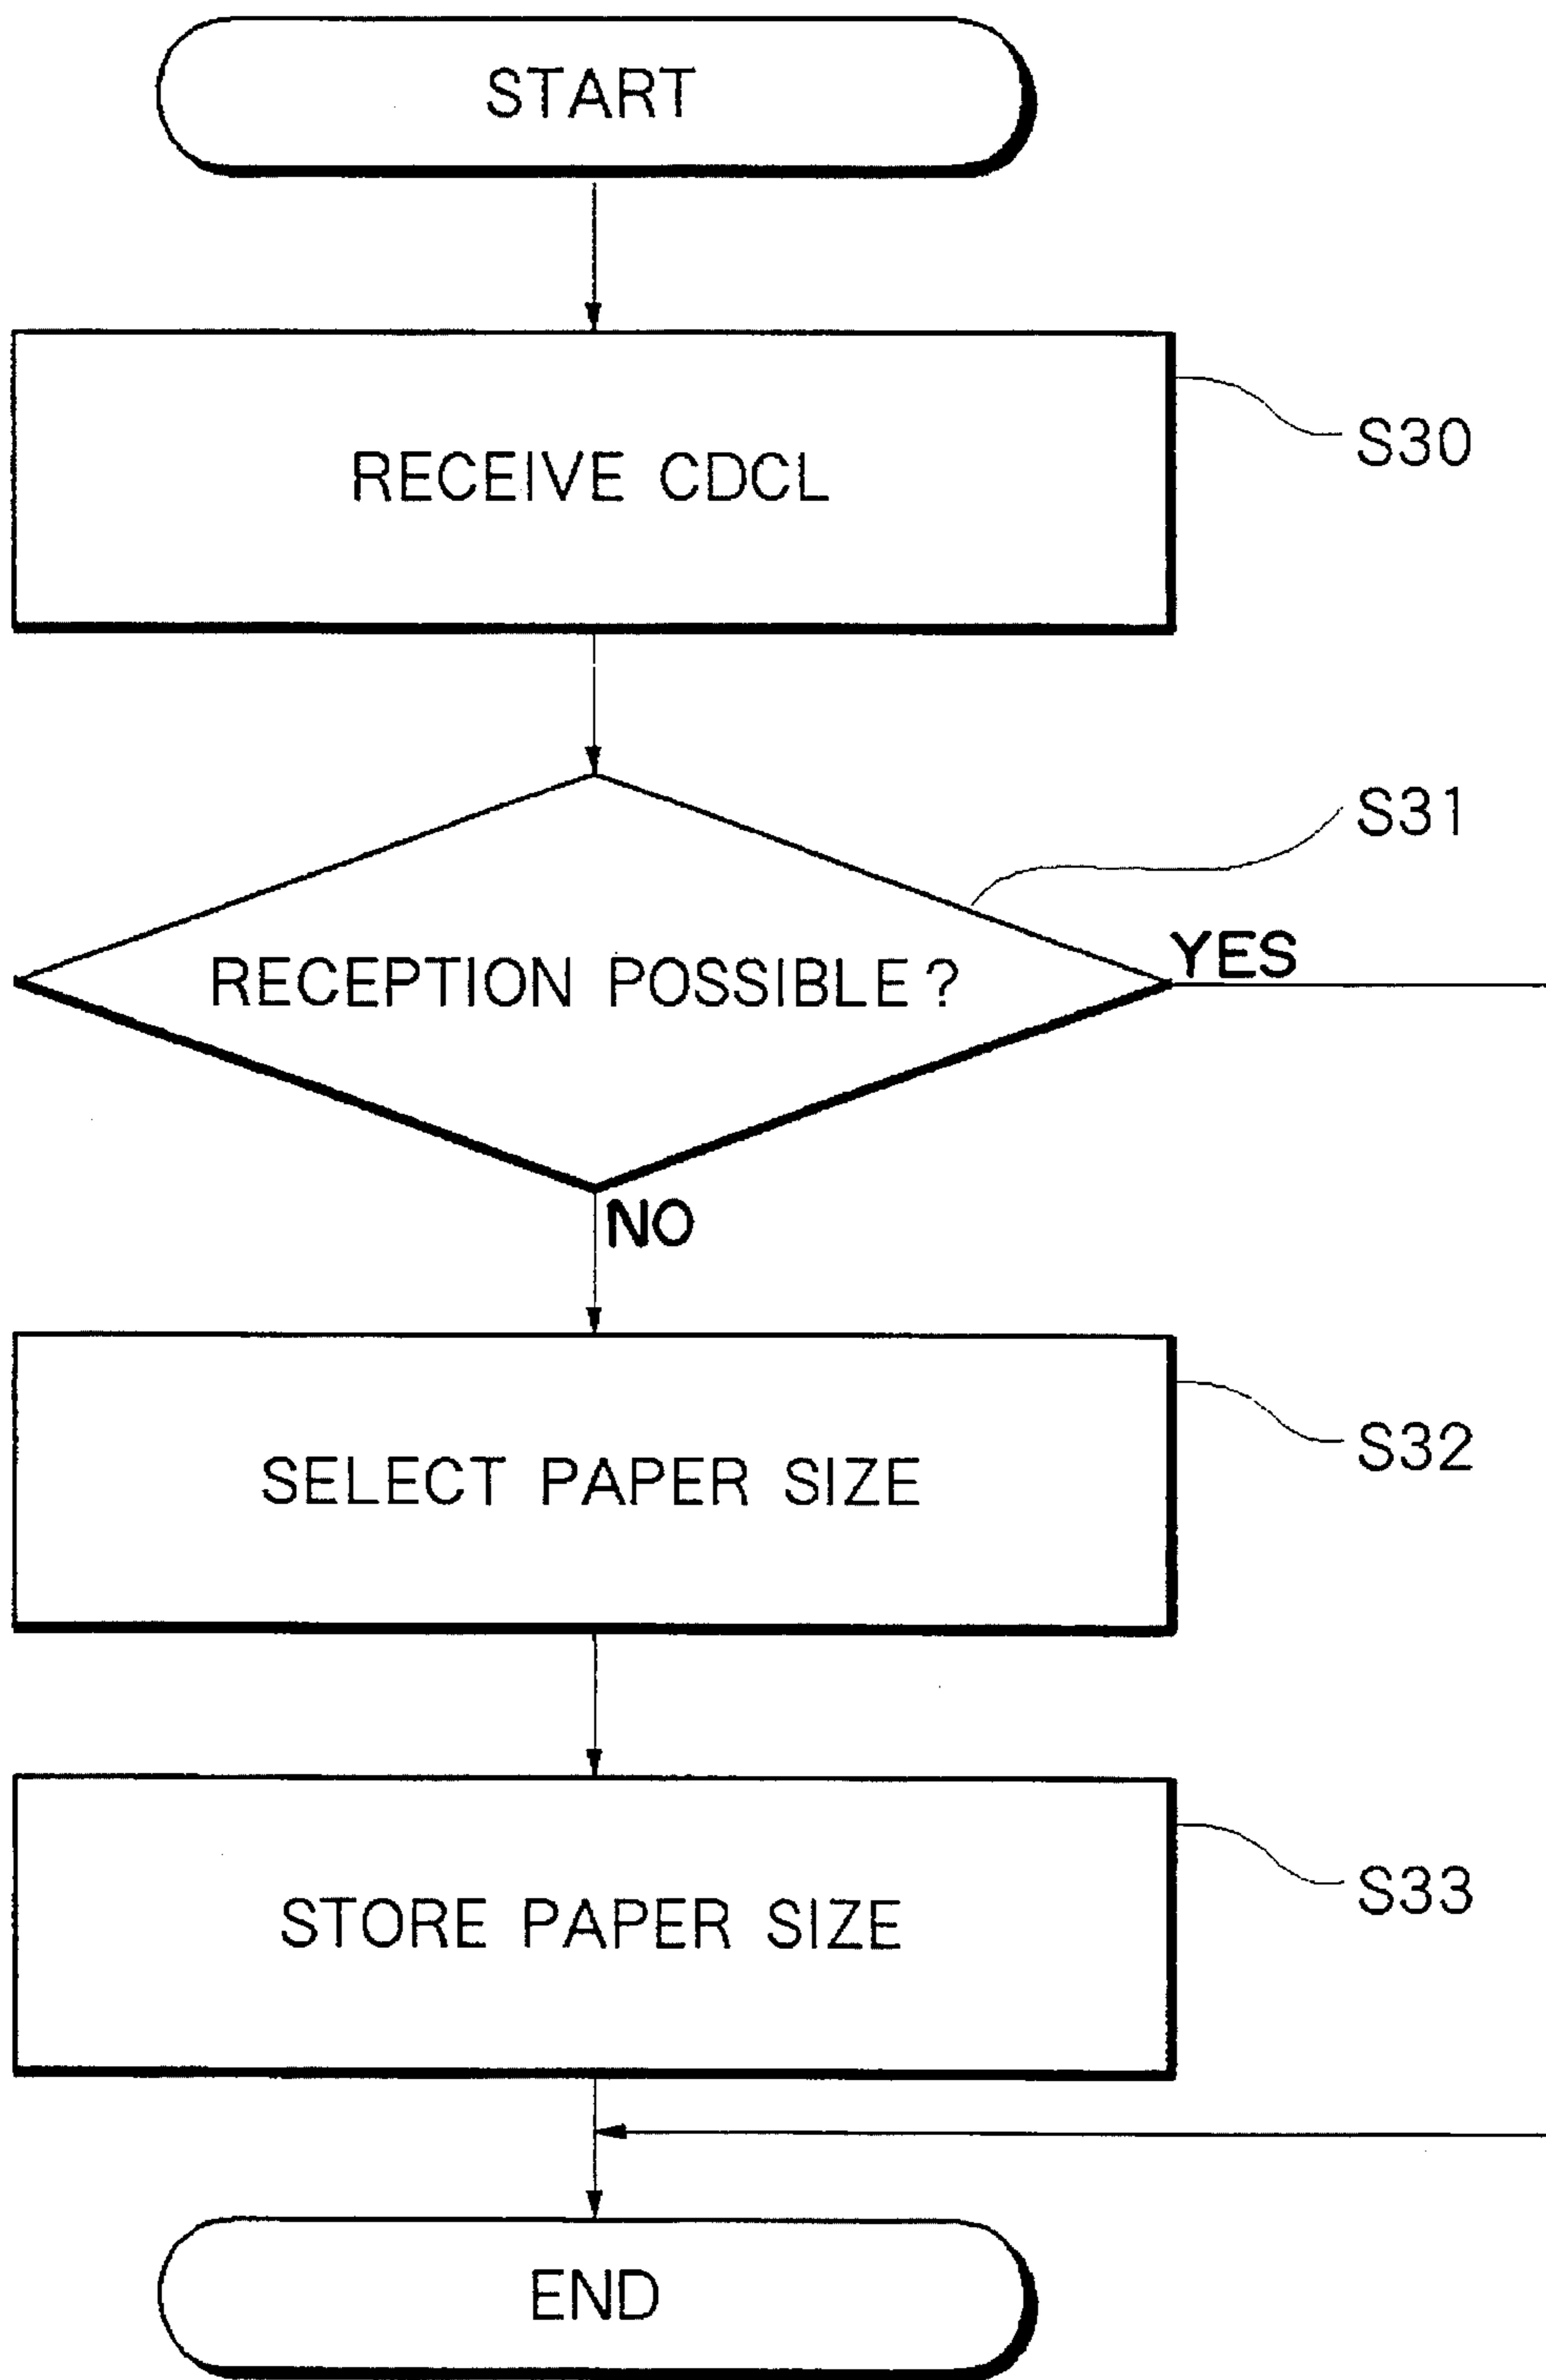 START
RECEIVE CDCL
S30
S31
RECEPTION POSSIBLE?
YES
NO
SELECT PAPER SIZE
S32
STORE PAPER SIZE
S33
END